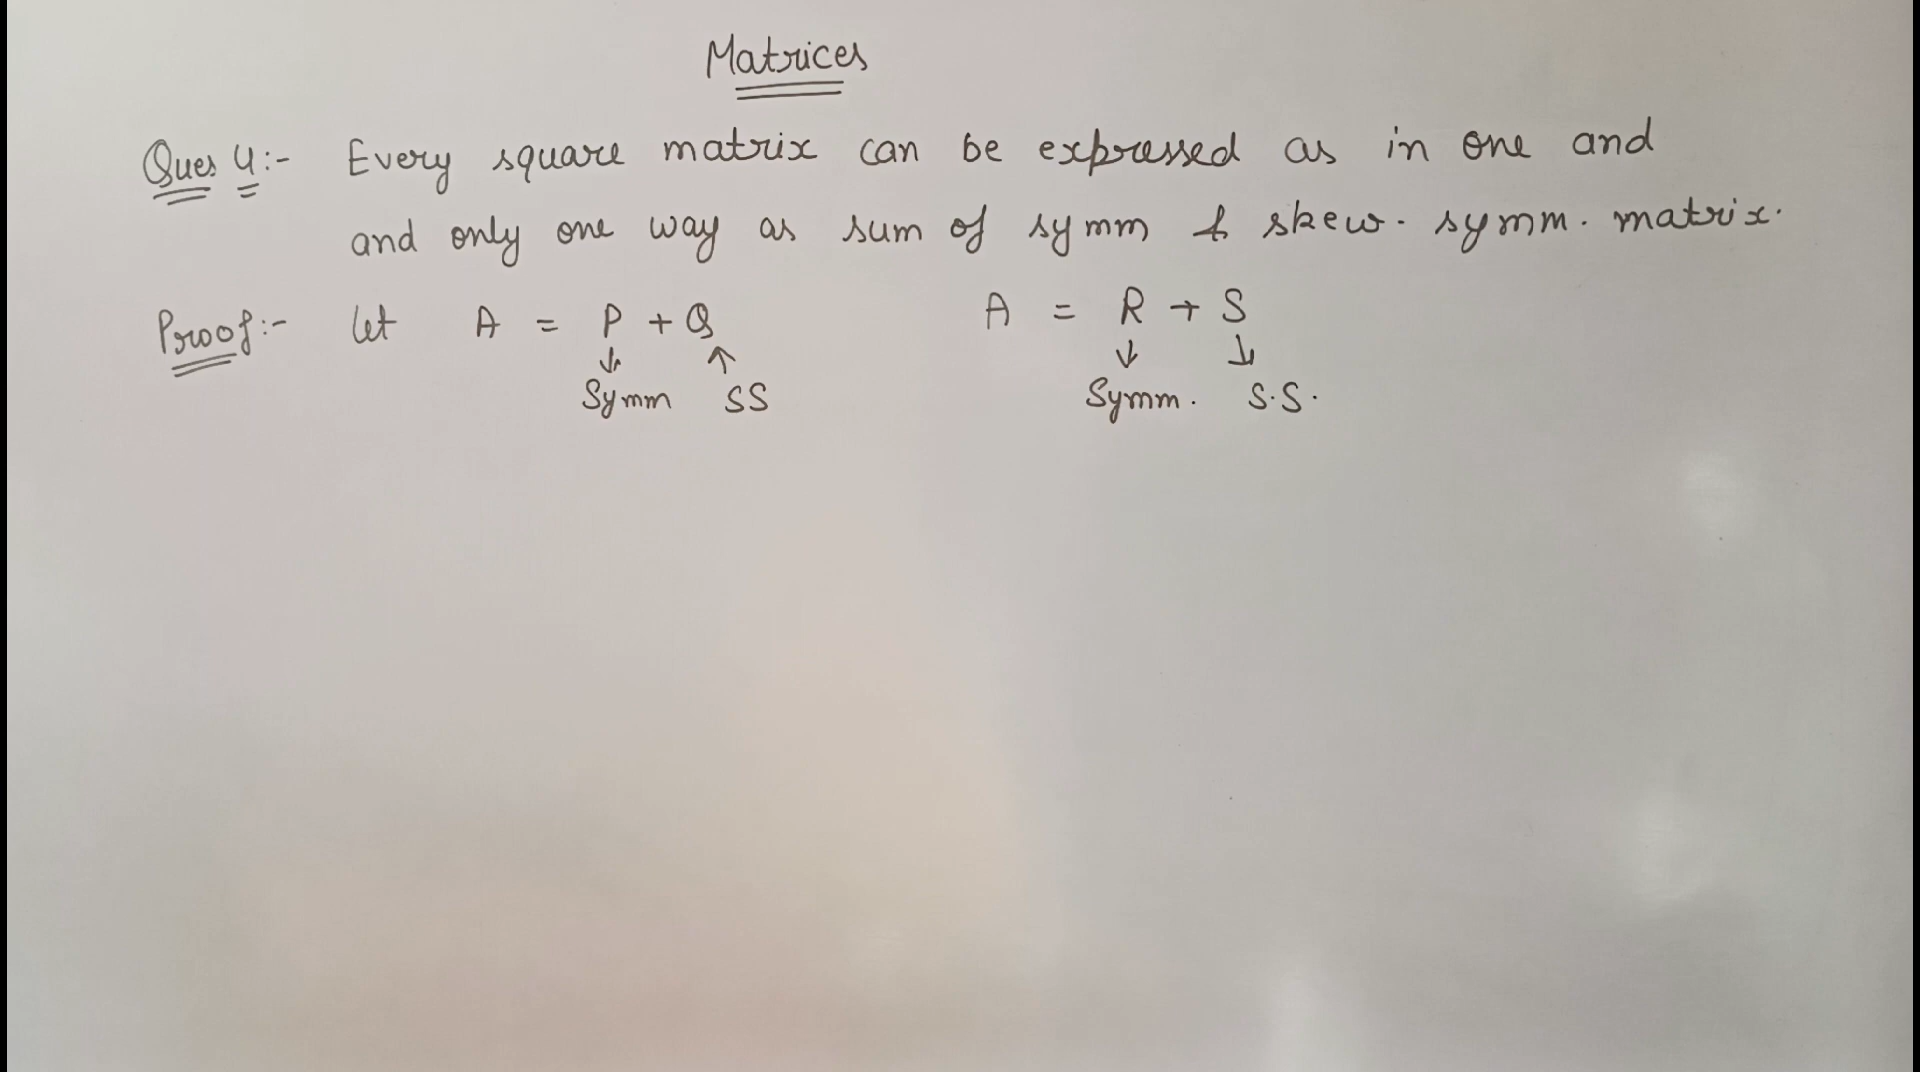 Matrices
Ques 4:- Every square matrix can be expressed as in one and
and only one way as sum of symm & skew. symm. matrix.
Proof:- let A = P + Q A = R + S
↓ ↑ ↓ ↓
Symm SS Symm. S.S.